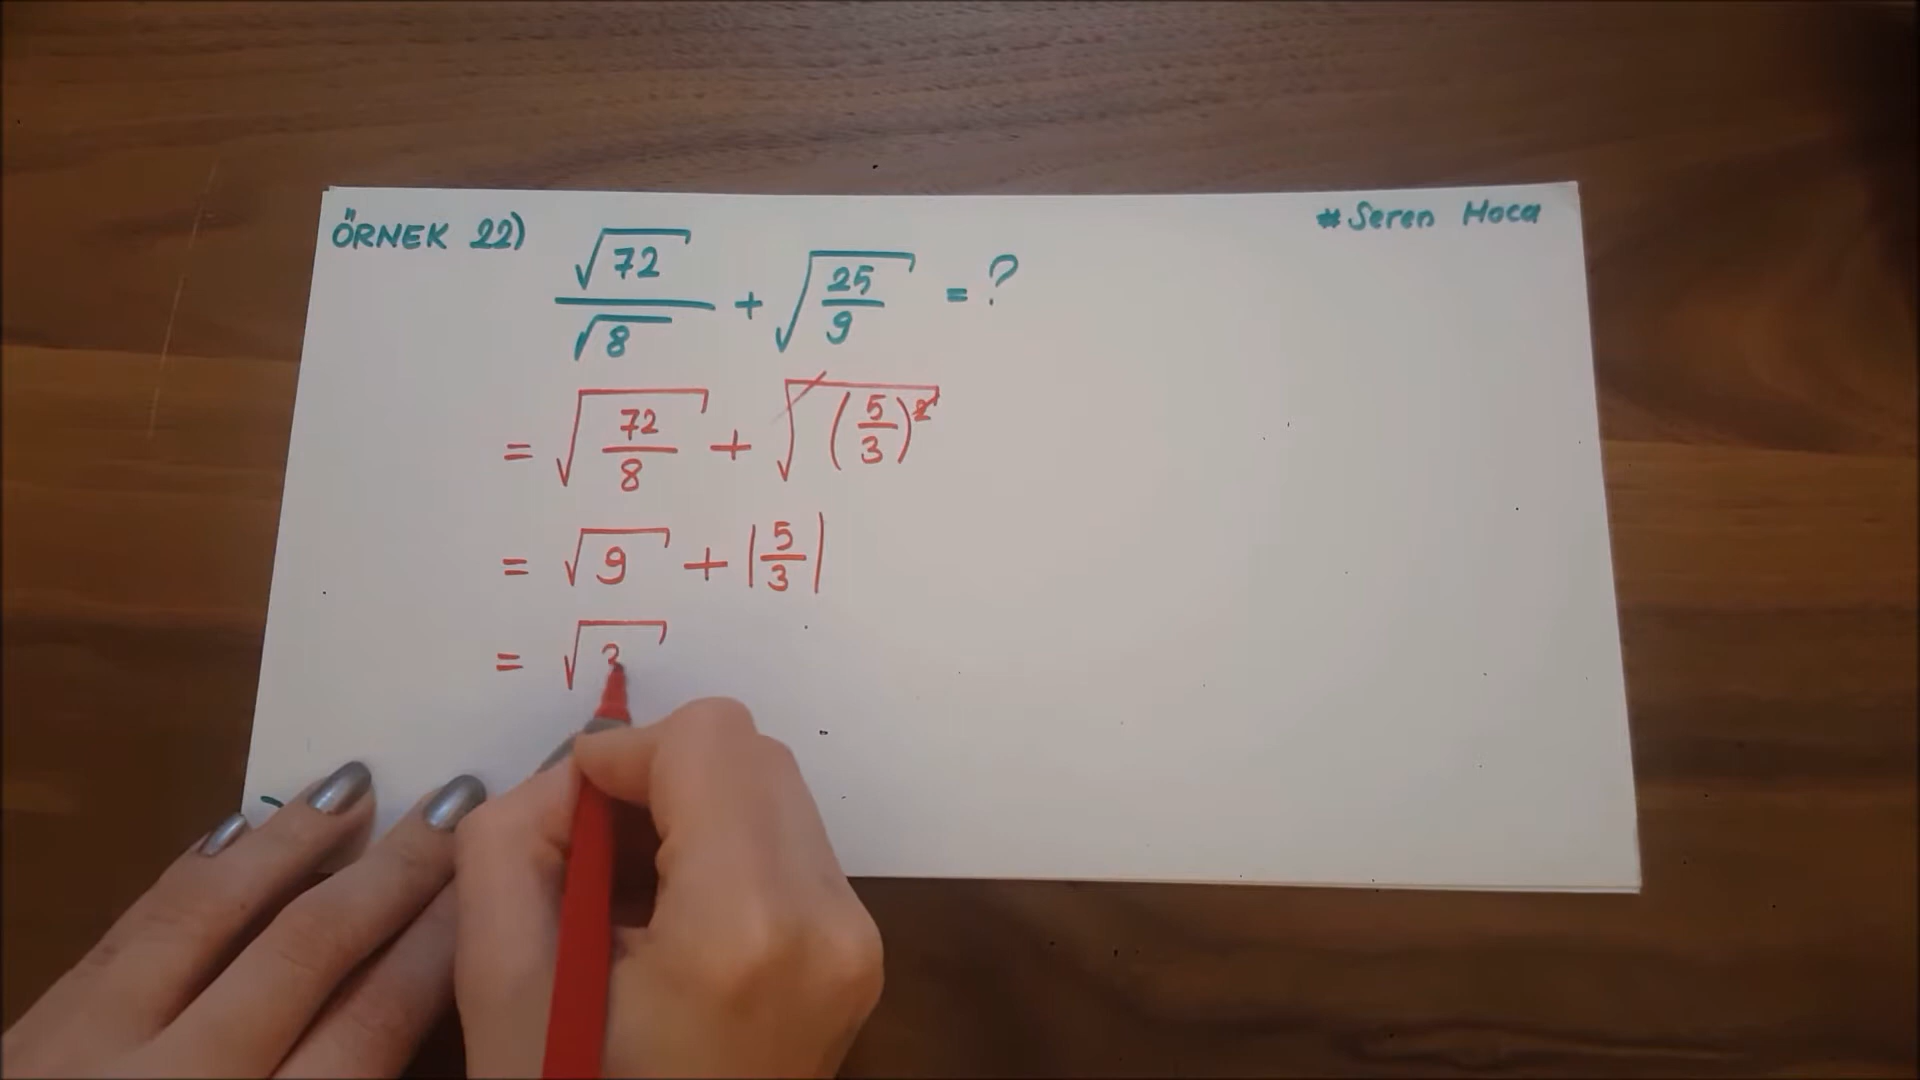 ÖRNEK 22) √72/√8 + √(25/9) = ?
#Seren Hoca
= √(72/8) + √((5/3)²)
= √9 + |5/3|
= √3